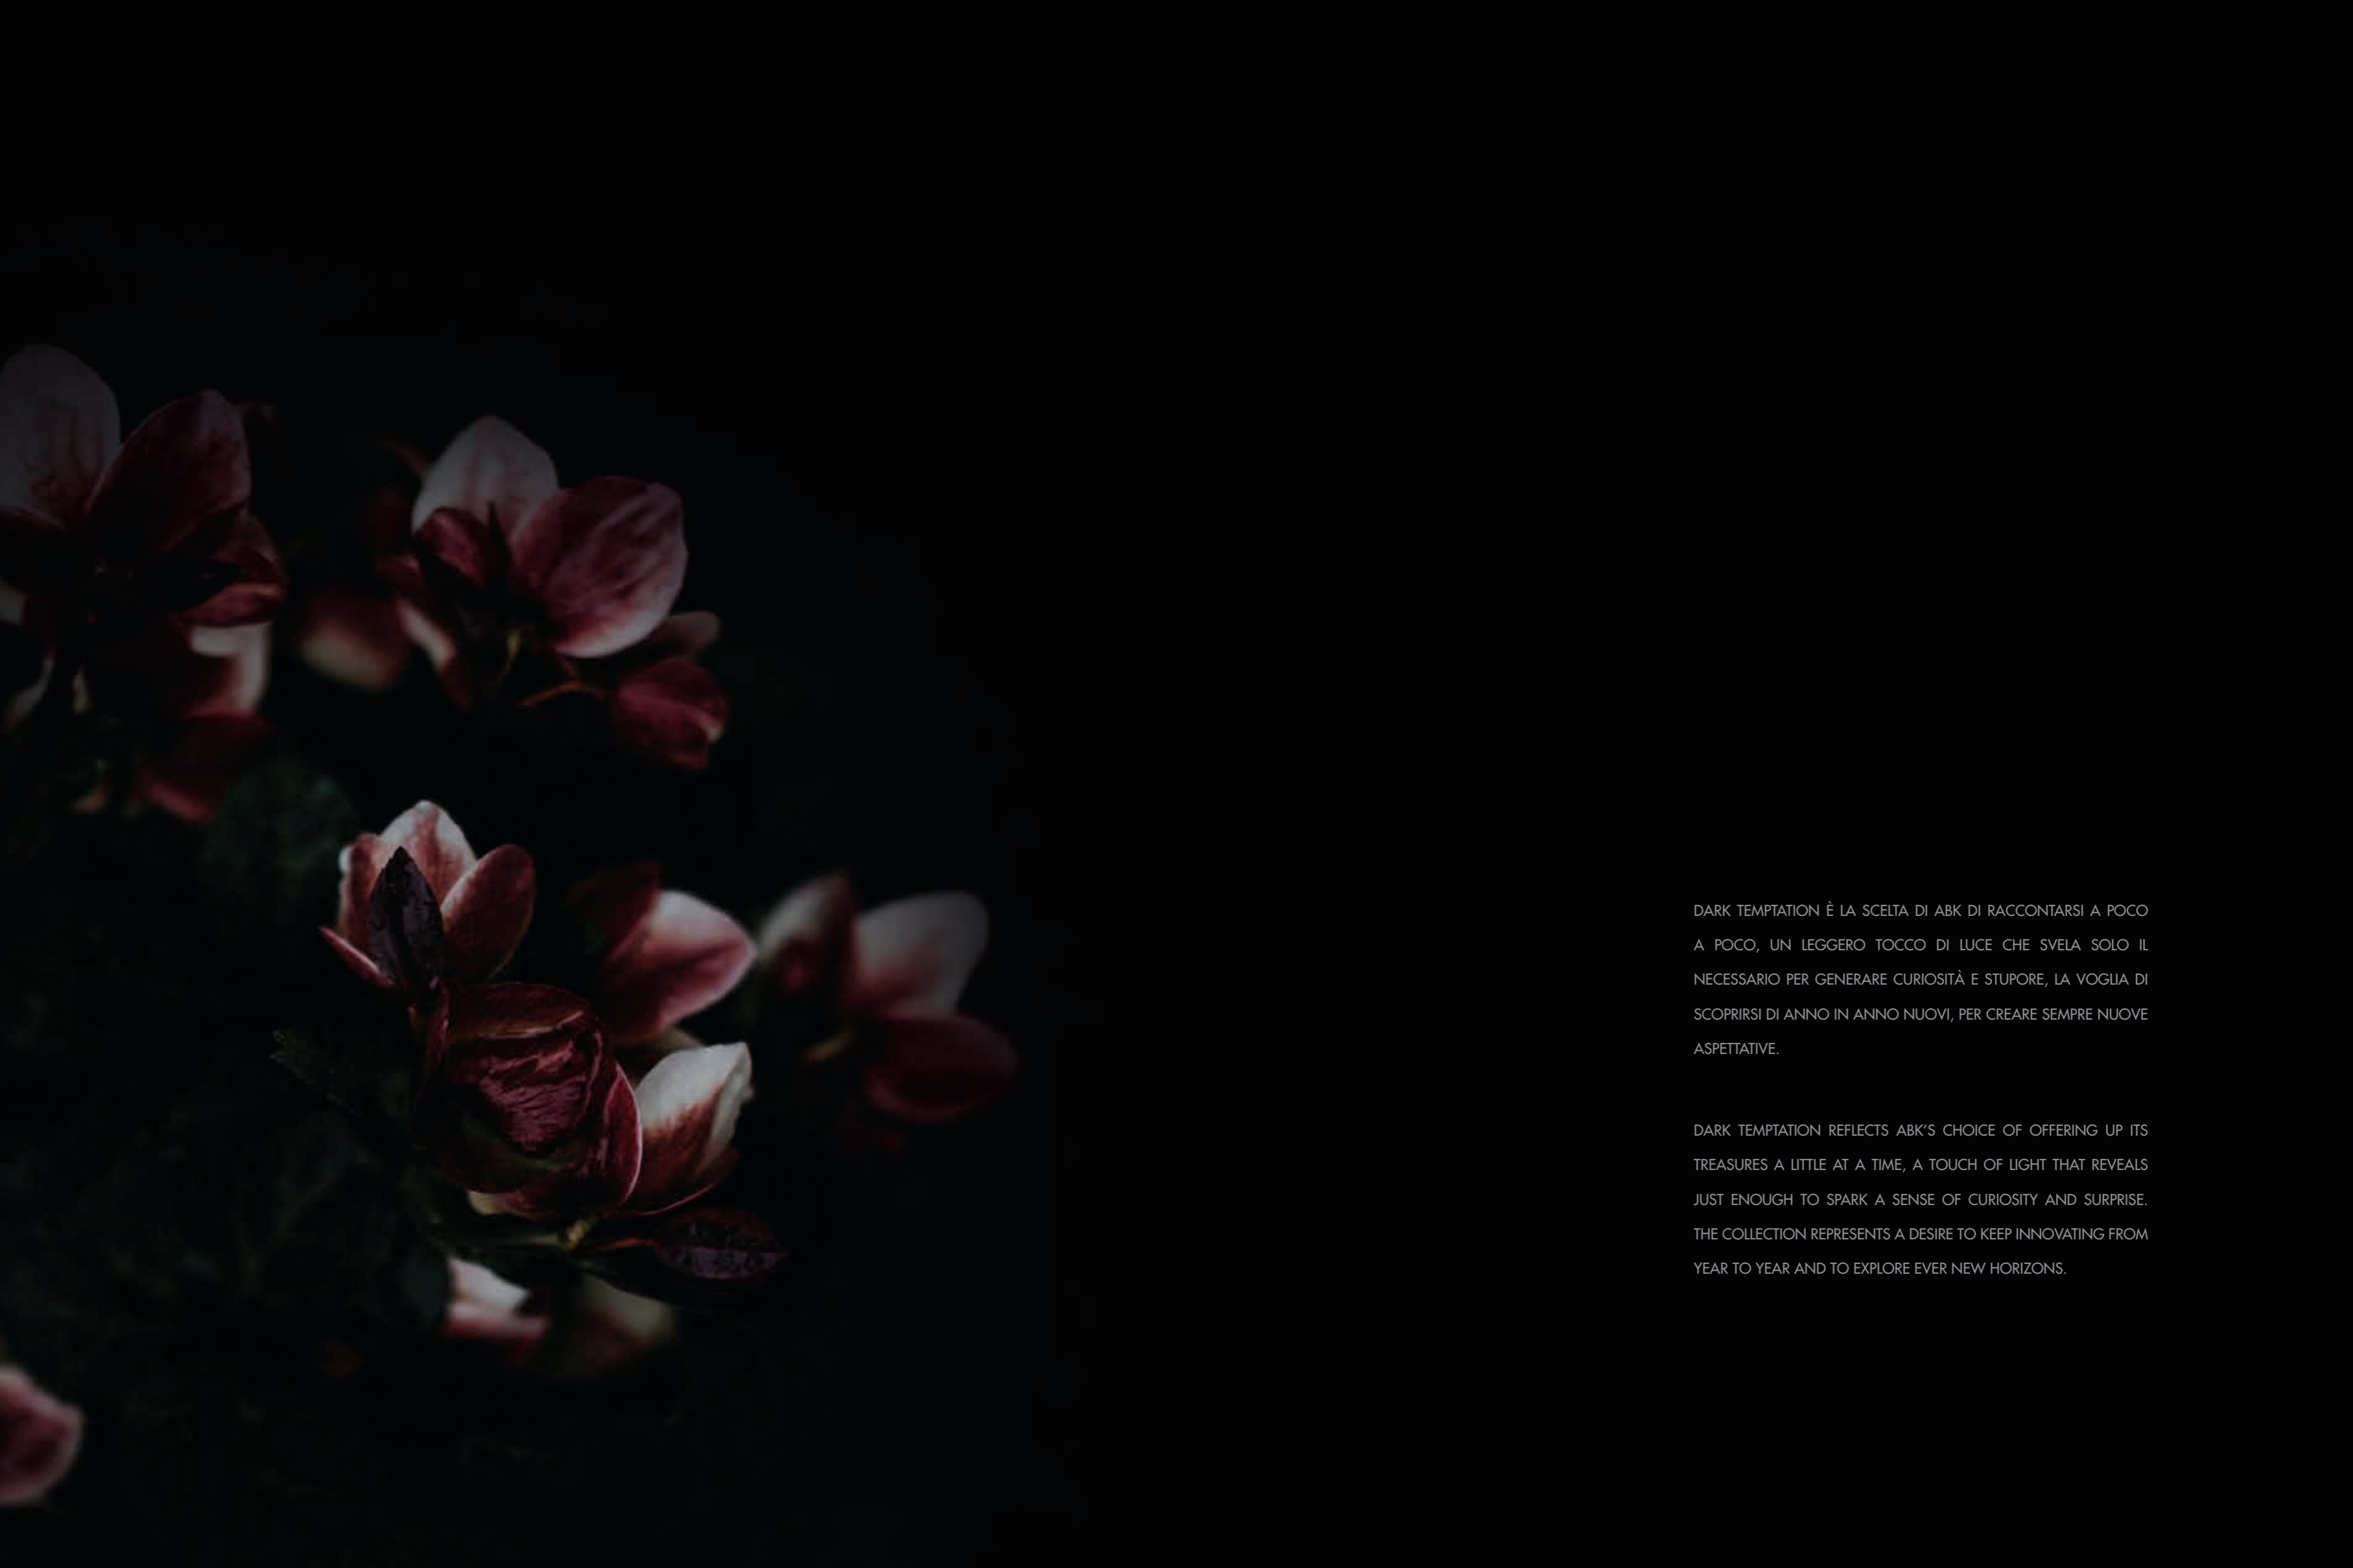 DARK TEMPTATION È LA SCELTA DI ABK DI RACCONTARSI A POCO
A POCO, UN LEGGERO TOCCO DI LUCE CHE SVELA SOLO IL
NECESSARIO PER GENERARE CURIOSITÀ E STUPORE, LA VOGLIA DI
SCOPRIRSI DI ANNO IN ANNO NUOVI, PER CREARE SEMPRE NUOVE
ASPETTATIVE.
DARK TEMPTATION REFLECTS ABK’S CHOICE OF OFFERING UP ITS
TREASURES A LITTLE AT A TIME, A TOUCH OF LIGHT THAT REVEALS
JUST ENOUGH TO SPARK A SENSE OF CURIOSITY AND SURPRISE.
THE COLLECTION REPRESENTS A DESIRE TO KEEP INNOVATING FROM
YEAR TO YEAR AND TO EXPLORE EVER NEW HORIZONS.